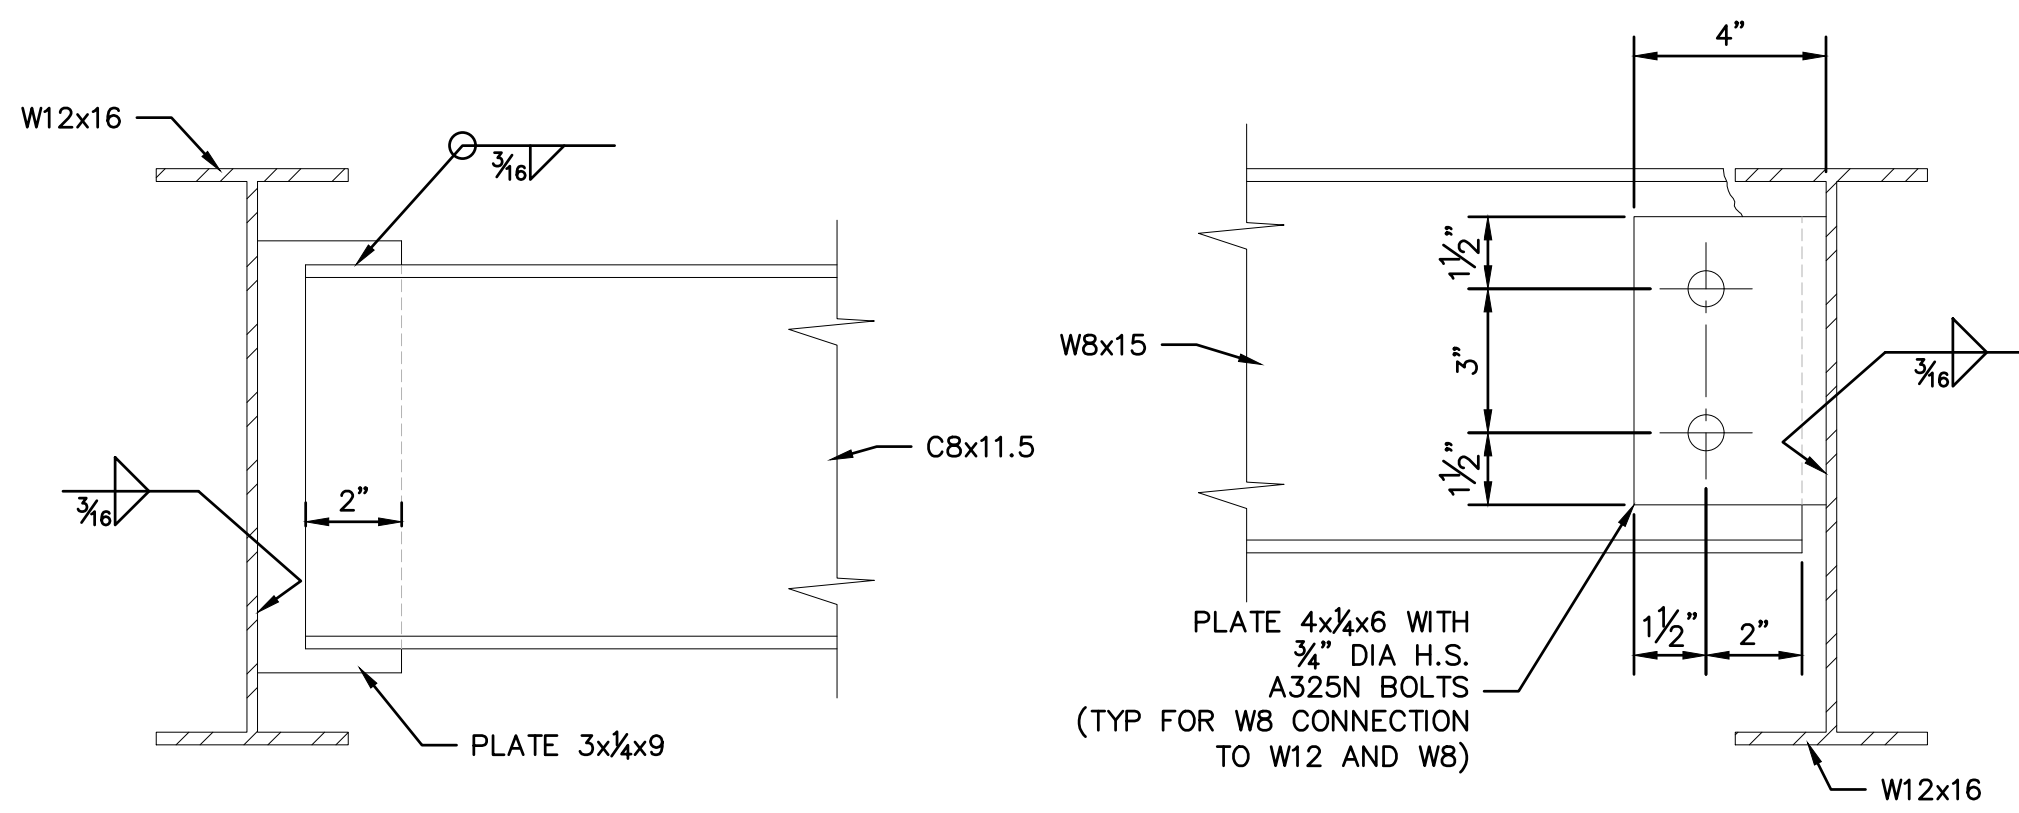 W12x16
3/16
3/16
2”
C8x11.5
PLATE 3x1/4x9
4”
1 1/2”
3”
1 1/2”
W8x15
3/16
1 1/2”
2”
PLATE 4x1/4x6 WITH
3/4” DIA H.S.
A325N BOLTS
(TYP FOR W8 CONNECTION
TO W12 AND W8)
W12x16